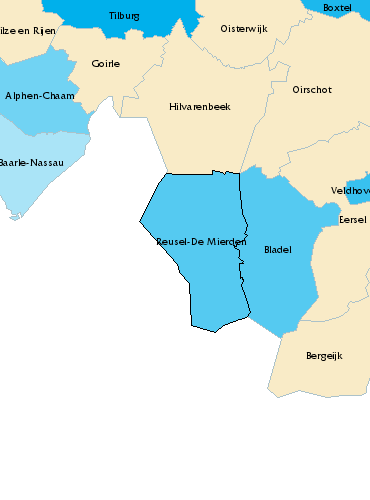 Tilburg
Boxtel
ilze en Rijen
Oisterwijk
Goirle
Oirschot
Alphen-Chaam
Hilvarenbeek
Baarle-Nassau
Veldhove
Eersel
Reusel-De Mierden
Bladel
Bergeijk